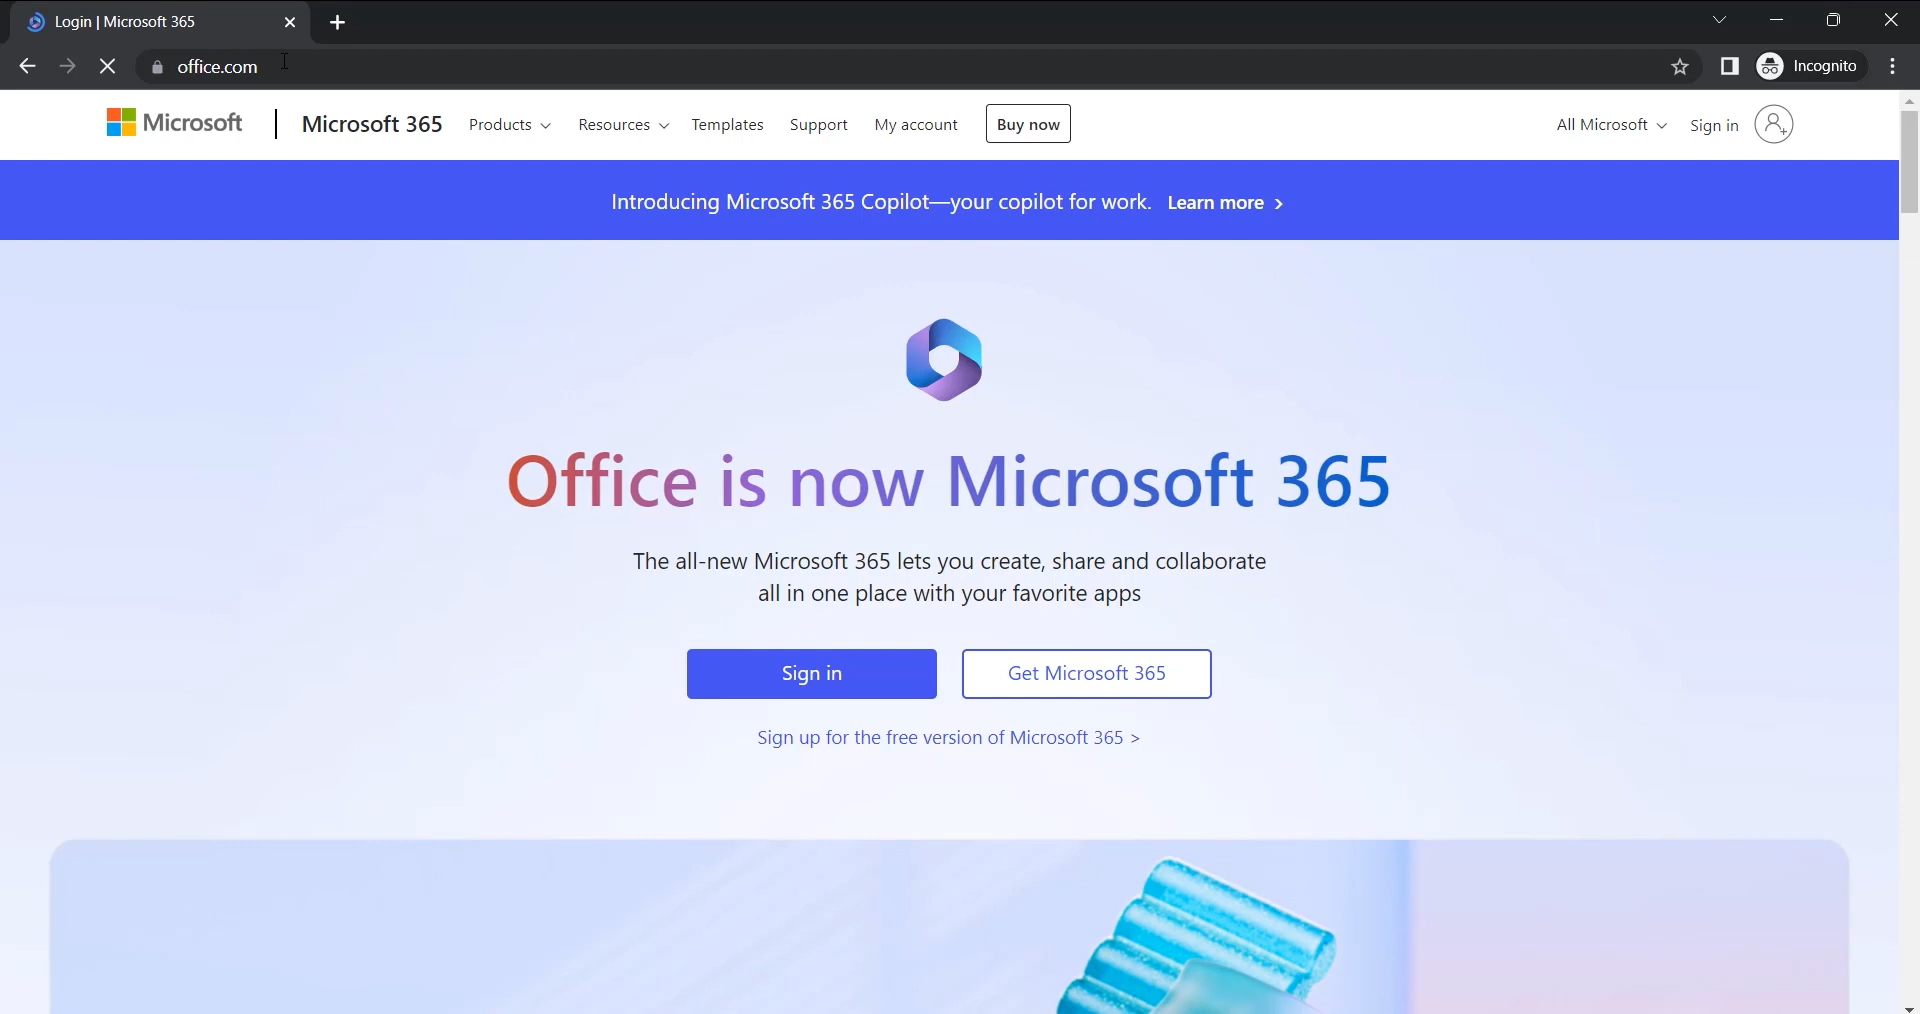 Login | Microsoft 365
office.com
Incognito
Microsoft
Microsoft 365
Products
Resources
Templates
Support
My account
Buy now
All Microsoft
Sign in
Introducing Microsoft 365 Copilot—your copilot for work. Learn more >
Office is now Microsoft 365
The all-new Microsoft 365 lets you create, share and collaborate
all in one place with your favorite apps
Sign in
Get Microsoft 365
Sign up for the free version of Microsoft 365 >